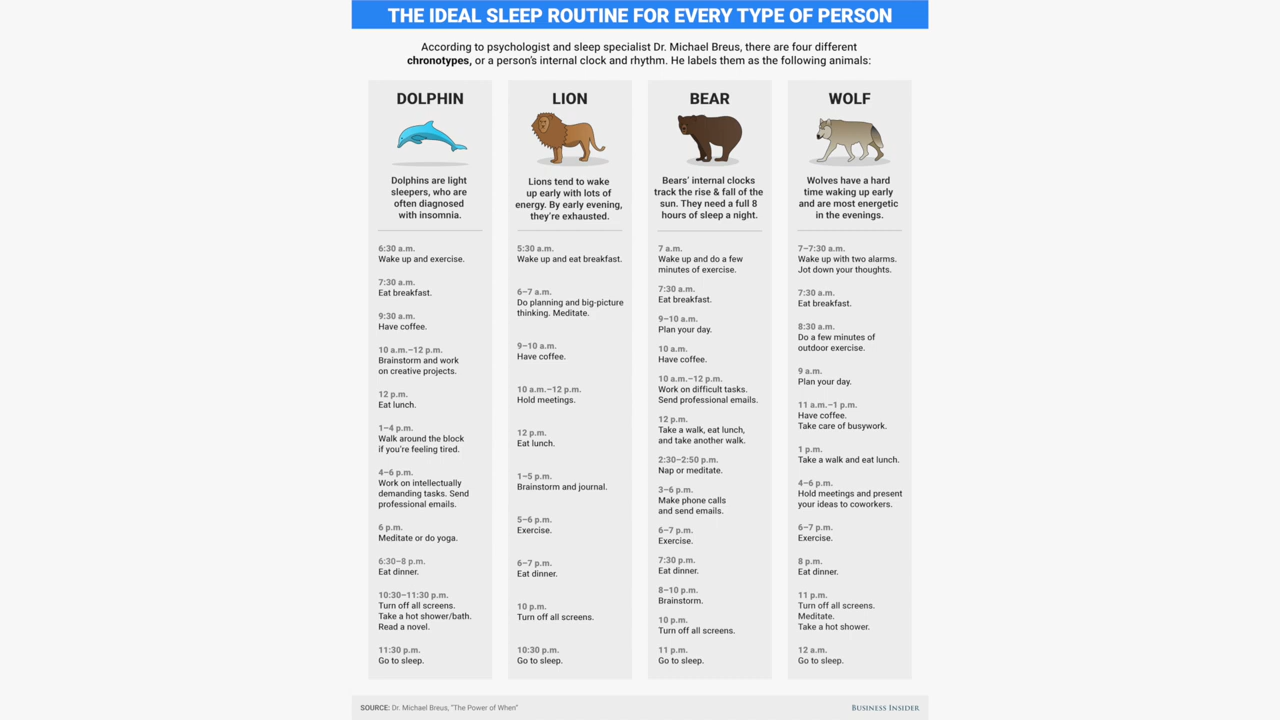 THE IDEAL SLEEP ROUTINE FOR EVERY TYPE OF PERSON
According to psychologist and sleep specialist Dr. Michael Breus, there are four different
chronotypes, or a person's internal clock and rhythm. He labels them as the following animals:
DOLPHIN
Dolphins are light
sleepers, who are
often diagnosed
with insomnia.
6:30 a.m.
Wake up and exercise.
7:30 a.m.
Eat breakfast.
9:30 a.m.
Have coffee.
10 a.m.–12 p.m.
Brainstorm and work
on creative projects.
12 p.m.
Eat lunch.
1–4 p.m.
Walk around the block
if you're feeling tired.
4–6 p.m.
Work on intellectually
demanding tasks. Send
professional emails.
6 p.m.
Meditate or do yoga.
6:30–8 p.m.
Eat dinner.
10:30–11:30 p.m.
Turn off all screens.
Take a hot shower/bath.
Read a novel.
11:30 p.m.
Go to sleep.
LION
Lions tend to wake
up early with lots of
energy. By early evening,
they're exhausted.
5:30 a.m.
Wake up and eat breakfast.
6–7 a.m.
Do planning and big-picture
thinking. Meditate.
9–10 a.m.
Have coffee.
10 a.m.–12 p.m.
Hold meetings.
12 p.m.
Eat lunch.
1–5 p.m.
Brainstorm and journal.
5–6 p.m.
Exercise.
6–7 p.m.
Eat dinner.
10 p.m.
Turn off all screens.
10:30 p.m.
Go to sleep.
BEAR
Bears' internal clocks
track the rise & fall of the
sun. They need a full 8
hours of sleep a night.
7 a.m.
Wake up and do a few
minutes of exercise.
7:30 a.m.
Eat breakfast.
9–10 a.m.
Plan your day.
10 a.m.
Have coffee.
10 a.m.–12 p.m.
Work on difficult tasks.
Send professional emails.
12 p.m.
Take a walk, eat lunch,
and take another walk.
2:30–2:50 p.m.
Nap or meditate.
3–6 p.m.
Make phone calls
and send emails.
6–7 p.m.
Exercise.
7:30 p.m.
Eat dinner.
8–10 p.m.
Brainstorm.
10 p.m.
Turn off all screens.
11 p.m.
Go to sleep.
WOLF
Wolves have a hard
time waking up early
and are most energetic
in the evenings.
7–7:30 a.m.
Wake up with two alarms.
Jot down your thoughts.
7:30 a.m.
Eat breakfast.
8:30 a.m.
Do a few minutes of
outdoor exercise.
9 a.m.
Plan your day.
11 a.m.–1 p.m.
Have coffee.
Take care of busywork.
1 p.m.
Take a walk and eat lunch.
4–6 p.m.
Hold meetings and present
your ideas to coworkers.
6–7 p.m.
Exercise.
8 p.m.
Eat dinner.
11 p.m.
Turn off all screens.
Meditate.
Take a hot shower.
12 a.m.
Go to sleep.
SOURCE: Dr. Michael Breus, "The Power of When"
BUSINESS INSIDER